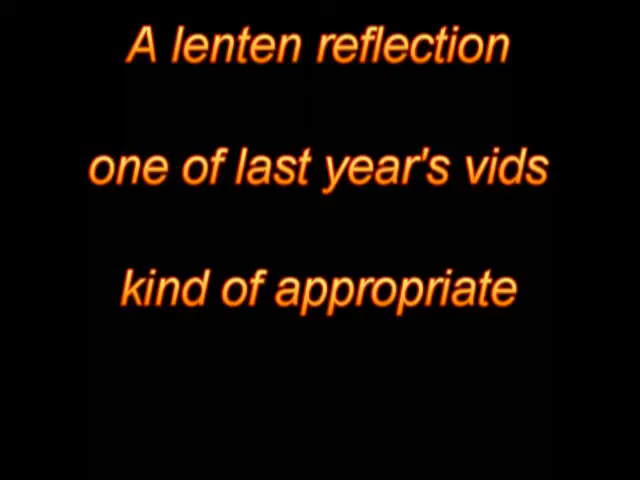 A lenten reflection
one of last year's vids
kind of appropriate